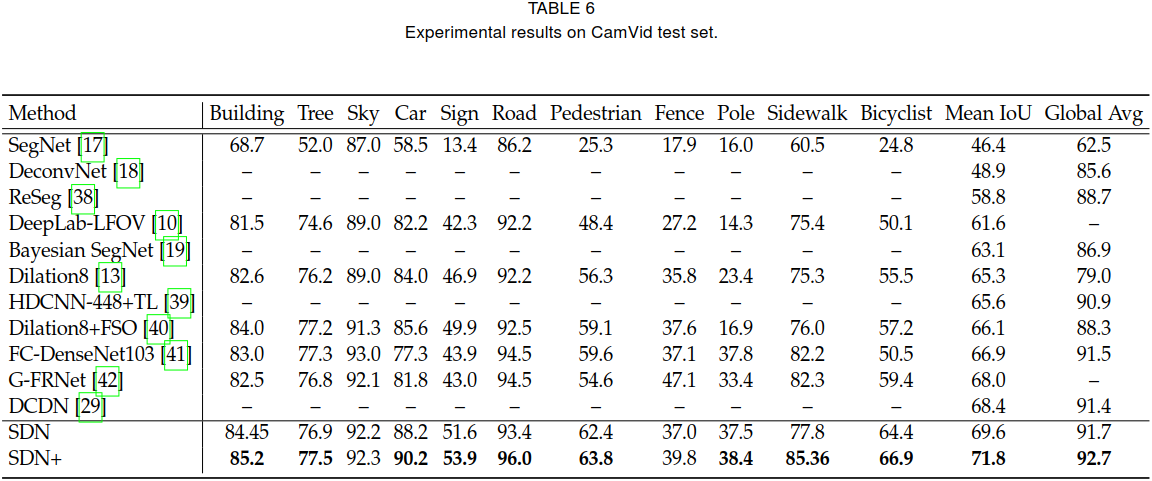 TABLE 6
Experimental results on CamVid test set.
Method Building Tree Sky Car Sign Road Pedestrian Fence Pole Sidewalk Bicyclist Mean IoU Global Avg
SegNet [17] 68.7 52.0 87.0 58.5 13.4 86.2 25.3 17.9 16.0 60.5 24.8 46.4 62.5
DeconvNet [18] – – – – – – – – – – – 48.9 85.6
ReSeg [38] – – – – – – – – – – – 58.8 88.7
DeepLab-LFOV [10] 81.5 74.6 89.0 82.2 42.3 92.2 48.4 27.2 14.3 75.4 50.1 61.6 –
Bayesian SegNet [19] – – – – – – – – – – – 63.1 86.9
Dilation8 [13] 82.6 76.2 89.0 84.0 46.9 92.2 56.3 35.8 23.4 75.3 55.5 65.3 79.0
HDCNN-448+TL [39] – – – – – – – – – – – 65.6 90.9
Dilation8+FSO [40] 84.0 77.2 91.3 85.6 49.9 92.5 59.1 37.6 16.9 76.0 57.2 66.1 88.3
FC-DenseNet103 [41] 83.0 77.3 93.0 77.3 43.9 94.5 59.6 37.1 37.8 82.2 50.5 66.9 91.5
G-FRNet [42] 82.5 76.8 92.1 81.8 43.0 94.5 54.6 47.1 33.4 82.3 59.4 68.0 –
DCDN [29] – – – – – – – – – – – 68.4 91.4
SDN 84.45 76.9 92.2 88.2 51.6 93.4 62.4 37.0 37.5 77.8 64.4 69.6 91.7
SDN+ 85.2 77.5 92.3 90.2 53.9 96.0 63.8 39.8 38.4 85.36 66.9 71.8 92.7